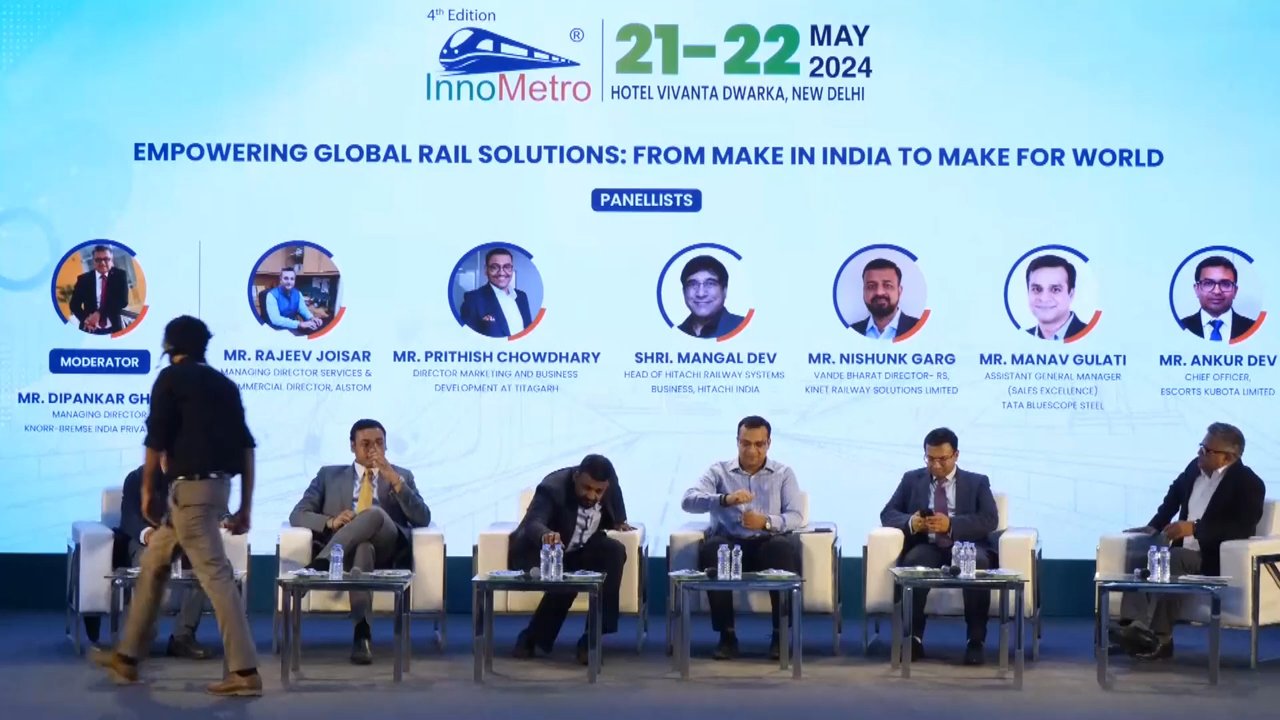 4th Edition
InnoMetro ®
21-22 MAY 2024
HOTEL VIVANTA DWARKA, NEW DELHI
EMPOWERING GLOBAL RAIL SOLUTIONS: FROM MAKE IN INDIA TO MAKE FOR WORLD
PANELLISTS
MODERATOR
MR. DIPANKAR GH
MANAGING DIRECTOR
KNORR-BREMSE INDIA PRIVA
MR. RAJEEV JOISAR
MANAGING DIRECTOR SERVICES &
MMERCIAL DIRECTOR, ALSTOM
MR. PRITHISH CHOWDHARY
DIRECTOR MARKETING AND BUSINESS
DEVELOPMENT AT TITAGARH
SHRI. MANGAL DEV
HEAD OF HITACHI RAILWAY SYSTEMS
BUSINESS, HITACHI INDIA
MR. NISHUNK GARG
VANDE BHARAT DIRECTOR- RS,
KINET RAILWAY SOLUTIONS LIMITED
MR. MANAV GULATI
ASSISTANT GENERAL MANAGER
(SALES EXCELLENCE)
TATA BLUESCOPE STEEL
MR. ANKUR DEV
CHIEF OFFICER,
ESCORTS KUBOTA LIMITED